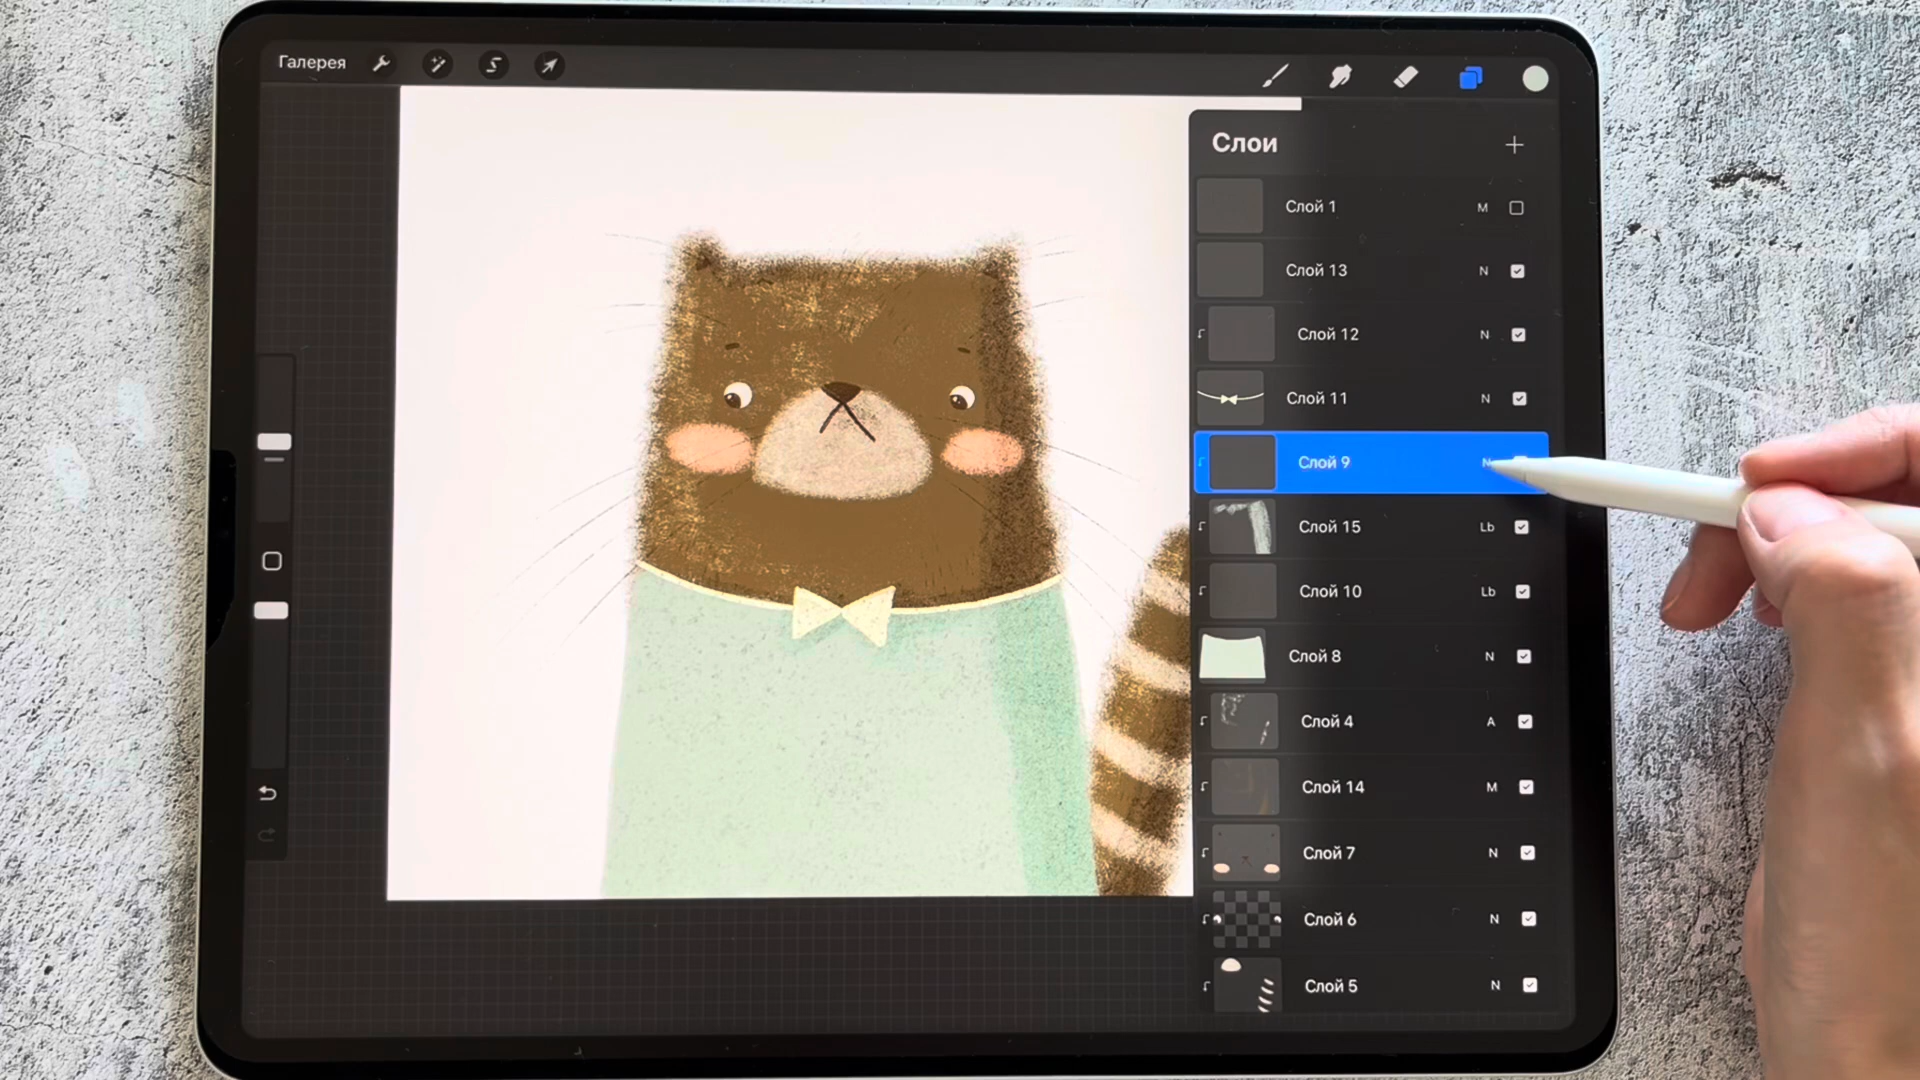 Галерея
Слои
Слой 1 M
Слой 13 N
Слой 12 N
Слой 11 N
Слой 9 N
Слой 15 Lb
Слой 10 Lb
Слой 8 N
Слой 4 A
Слой 14 M
Слой 7 N
Слой 6 N
Слой 5 N